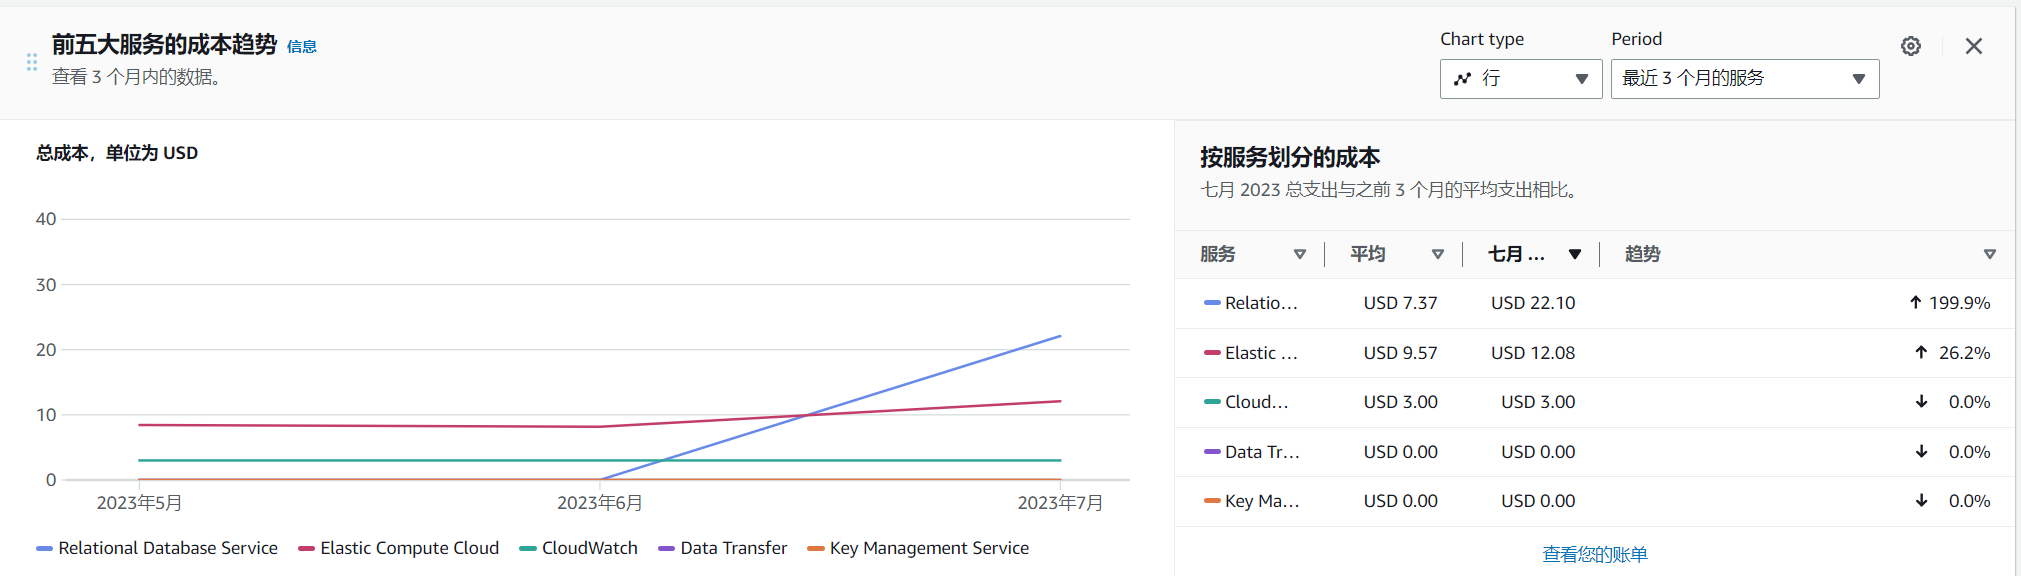 前五大服务的成本趋势 信息
查看 3 个月内的数据。
Chart type
行
Period
最近 3 个月的服务
总成本，单位为 USD
40
30
20
10
0
2023年5月 2023年6月 2023年7月
Relational Database Service Elastic Compute Cloud CloudWatch Data Transfer Key Management Service
按服务划分的成本
七月 2023 总支出与之前 3 个月的平均支出相比。
服务 平均 七月 ... 趋势
Relatio... USD 7.37 USD 22.10 ↑ 199.9%
Elastic ... USD 9.57 USD 12.08 ↑ 26.2%
Cloud... USD 3.00 USD 3.00 ↓ 0.0%
Data Tr... USD 0.00 USD 0.00 ↓ 0.0%
Key Ma... USD 0.00 USD 0.00 ↓ 0.0%
查看您的账单